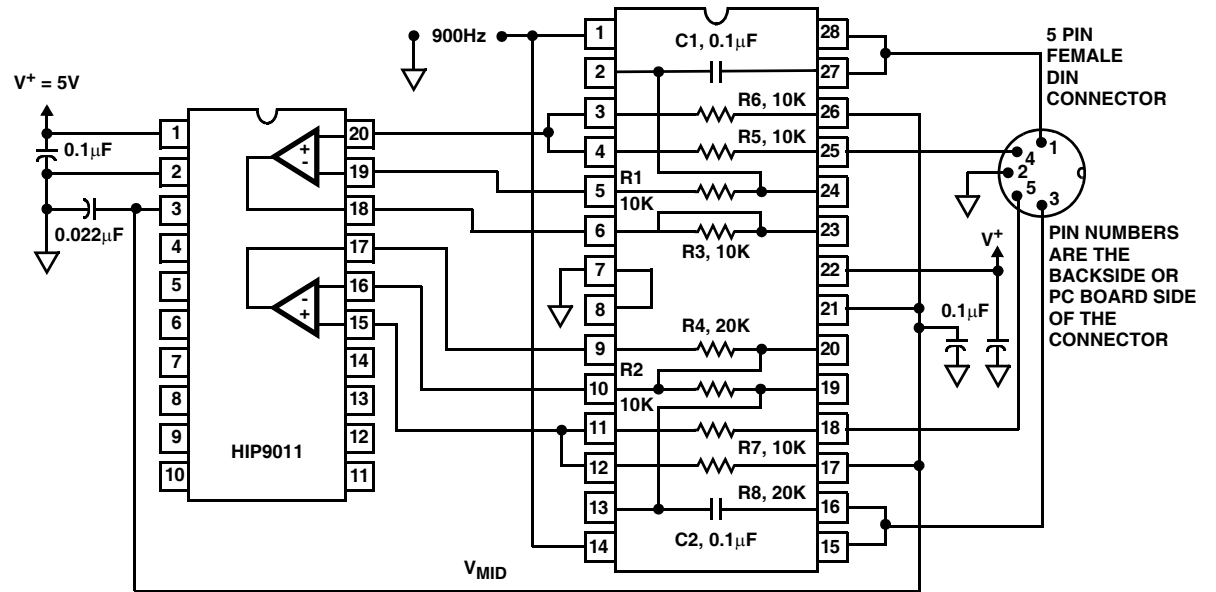 900Hz
V+ = 5V
0.1µF
0.022µF
1
2
3
4
5
6
7
8
9
10
20
19
18
17
16
15
14
13
12
11
+
-
-
+
HIP9011
VMID
1
2
3
4
5
6
7
8
9
10
11
12
13
14
28
27
26
25
24
23
22
21
20
19
18
17
16
15
C1, 0.1µF
R6, 10K
R5, 10K
R1
10K
R3, 10K
R4, 20K
R2
10K
R7, 10K
R8, 20K
C2, 0.1µF
5 PIN
FEMALE
DIN
CONNECTOR
1
4
2
5
3
V+
0.1µF
PIN NUMBERS
ARE THE
BACKSIDE OR
PC BOARD SIDE
OF THE
CONNECTOR